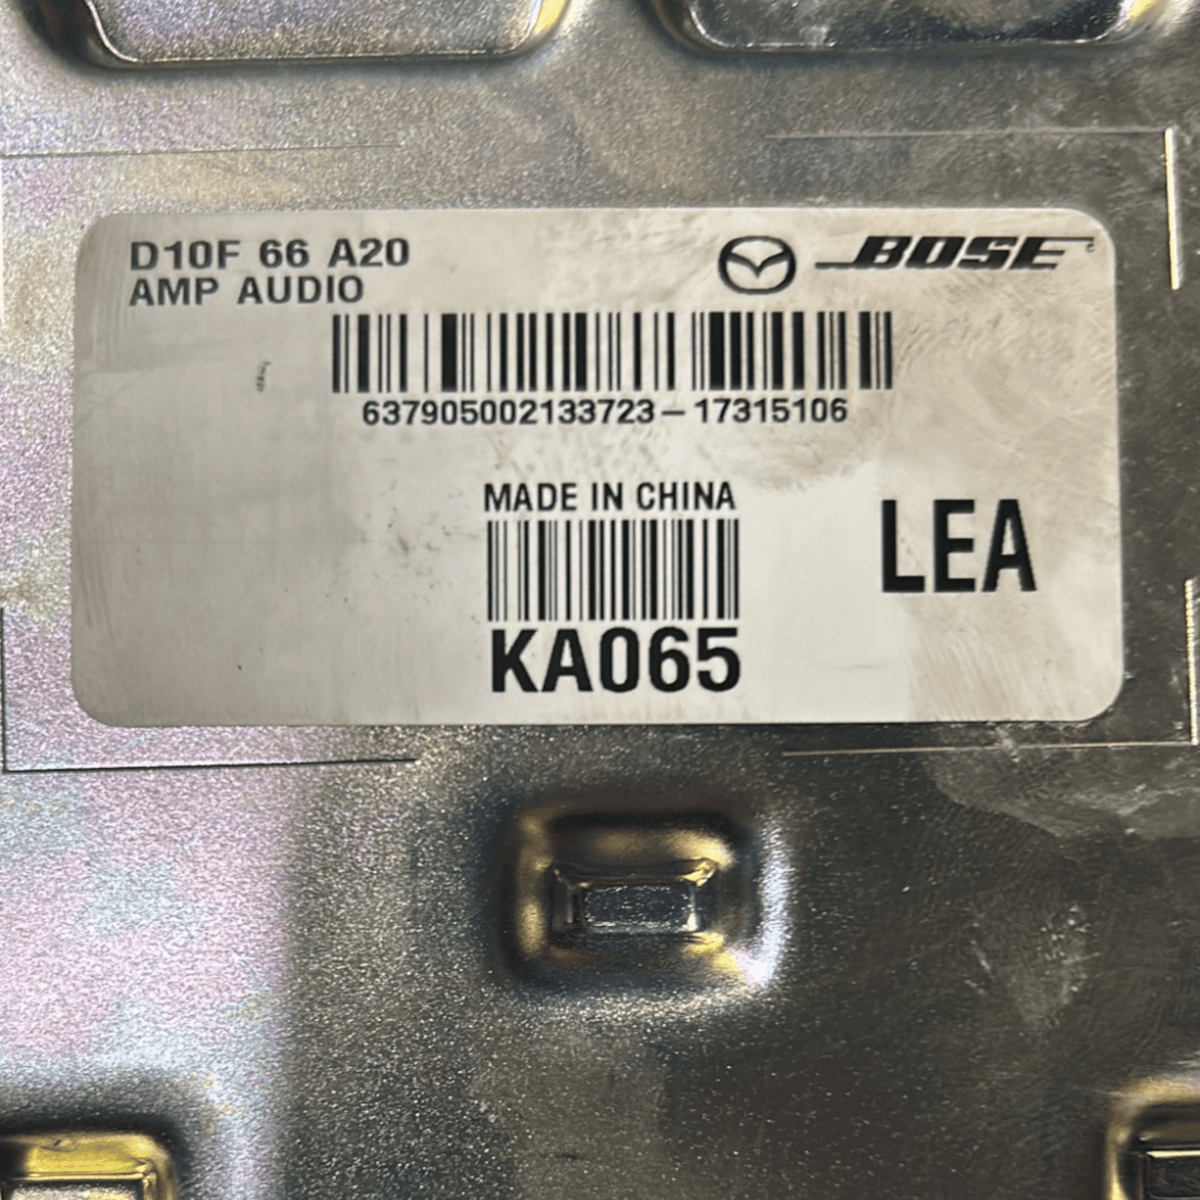 D10F 66 A20
AMP AUDIO
BOSE
637905002133723-17315106
MADE IN CHINA
LEA
KA065